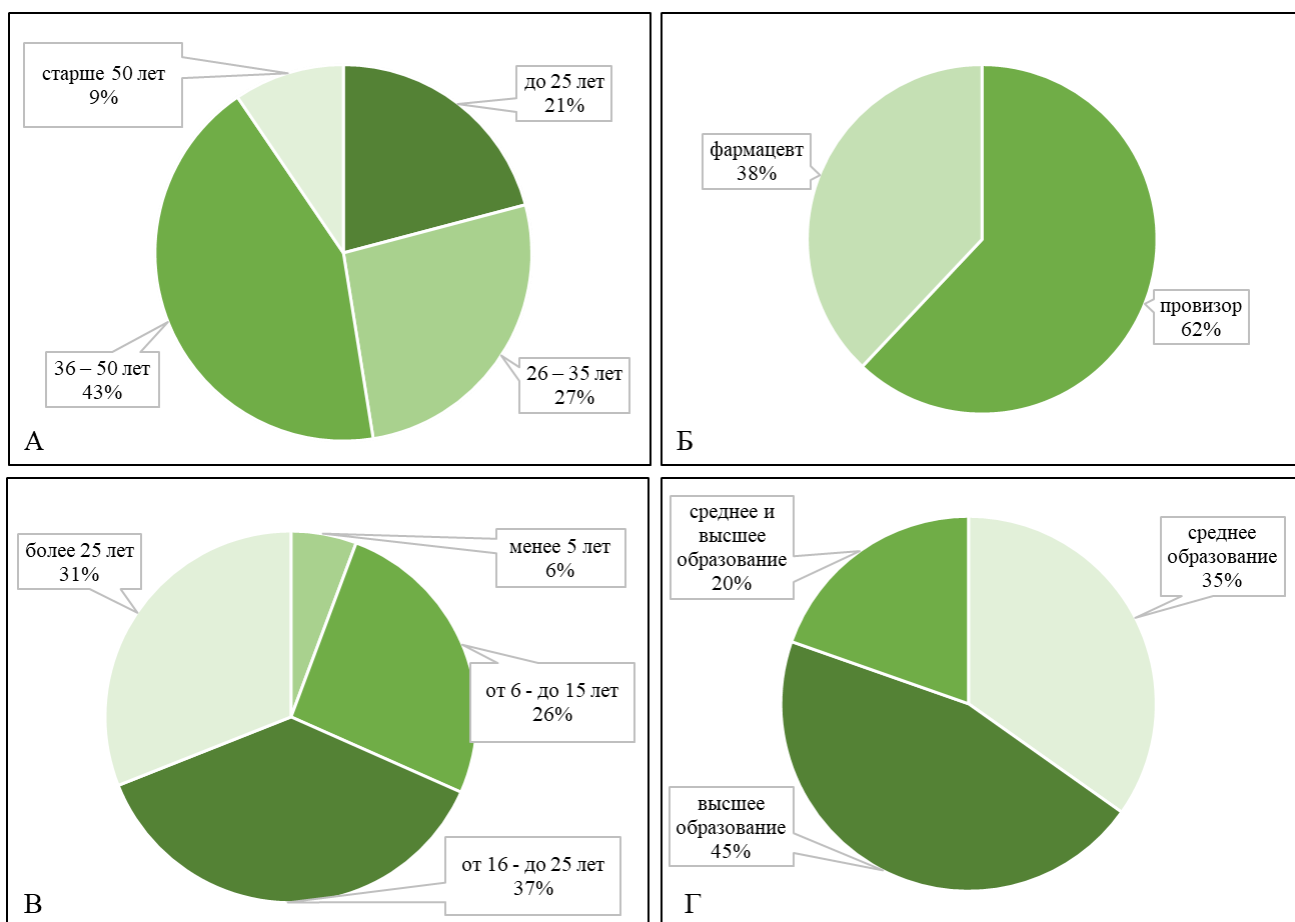 старше 50 лет
9%
до 25 лет
21%
36 – 50 лет
43%
26 – 35 лет
27%
А
фармацевт
38%
провизор
62%
Б
более 25 лет
31%
менее 5 лет
6%
от 6 - до 15 лет
26%
от 16 - до 25 лет
37%
В
среднее и
высшее
образование
20%
среднее
образование
35%
высшее
образование
45%
Г